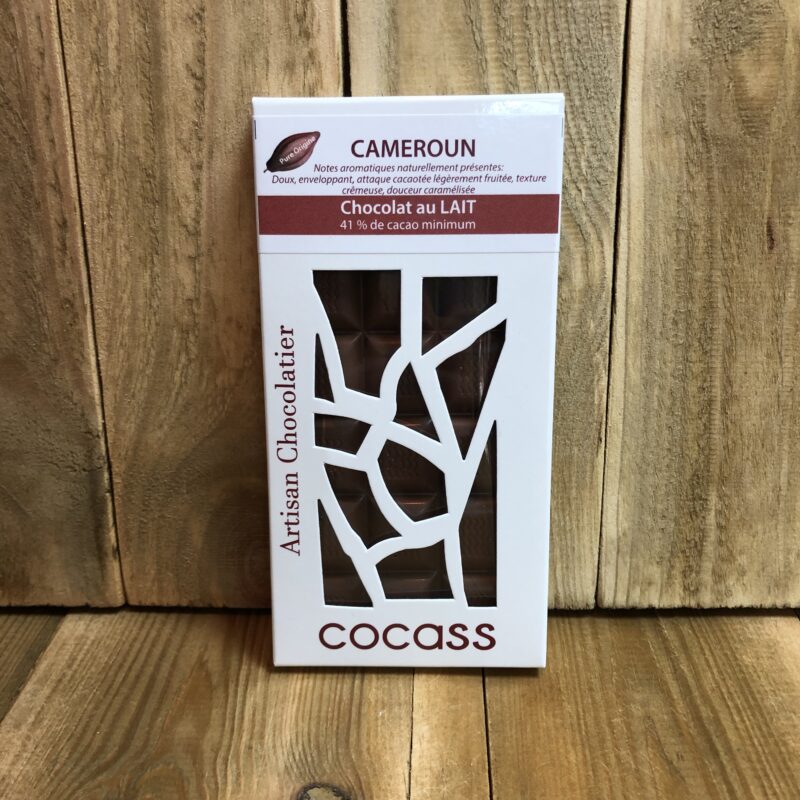 Pure Origine
CAMEROUN
Notes aromatiques naturellement présentes:
Doux, enveloppant, attaque cacaotée légèrement fruitée, texture
crêmeuse, douceur caramélisée
Chocolat au LAIT
41 % de cacao minimum
Artisan Chocolatier
cocass